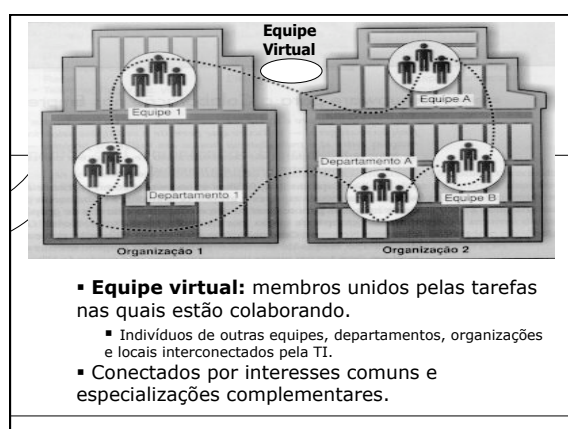 Equipe
Virtual
Equipe 1
Equipe A
Departamento A
Departamento 1
Equipe B
Organização 1
Organização 2
▪ Equipe virtual: membros unidos pelas tarefas
nas quais estão colaborando.
▪ Indivíduos de outras equipes, departamentos, organizações
e locais interconectados pela TI.
▪ Conectados por interesses comuns e
especializações complementares.